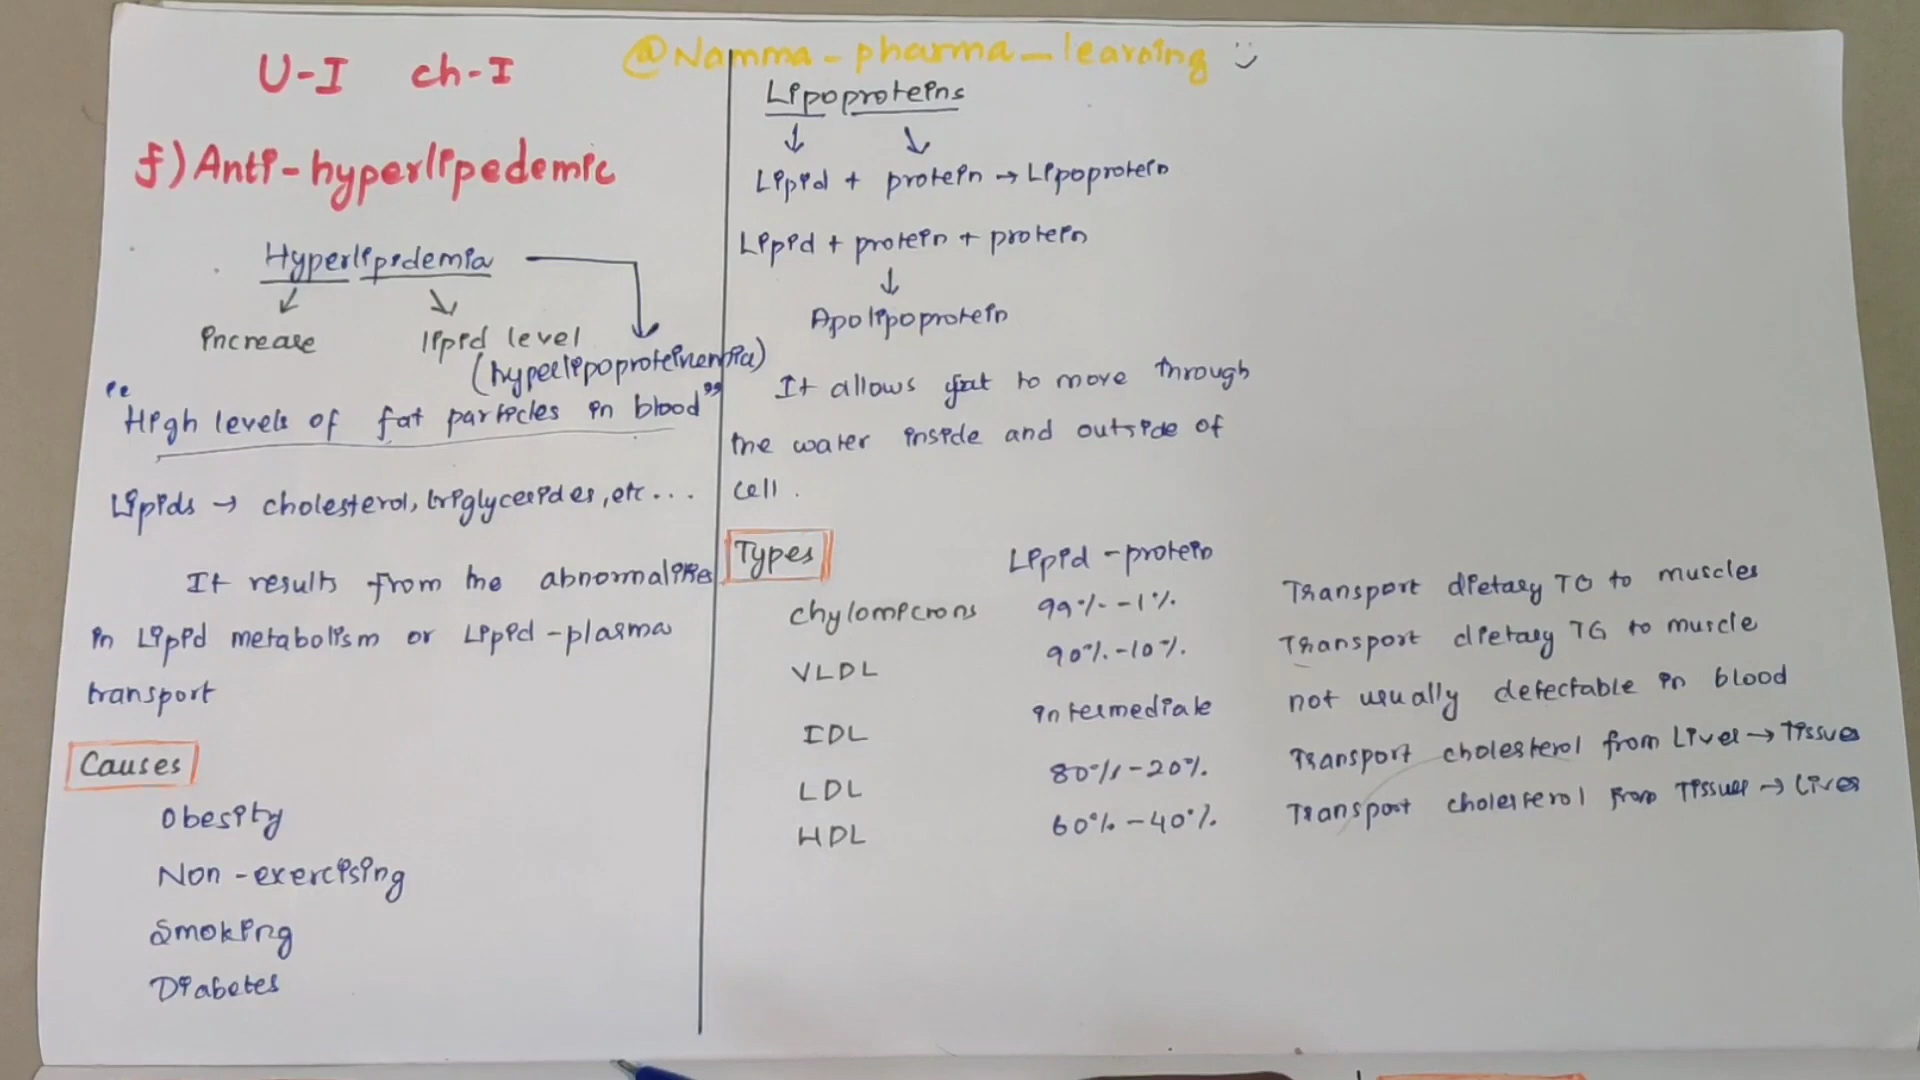 U-I ch-I
@Namma-pharma-learning
f) Anti-hyperlipedemic
Hyperlipidemia
increase lipid level
"High levels of fat particles in blood"
Lipids → cholesterol, triglycerides, etc...
It results from the abnormalities
in Lipid metabolism or Lipid-plasma
transport
Causes
Obesity
Non-exercising
Smoking
Diabetes
Lipoproteins
Lipid + protein → Lipoprotein
Lipid + protein + protein
Apolipoprotein
It allows fat to move through
the water inside and outside of
cell.
Types Lipid-protein
chylomicrons 99%-1% Transport dietary TG to muscles
VLDL 90%-10% Transport dietary TG to muscle
IDL intermediate not usually detectable in blood
LDL 80%-20% Transport cholesterol from Liver → Tissues
HDL 60%-40% Transport cholesterol from Tissues → Liver